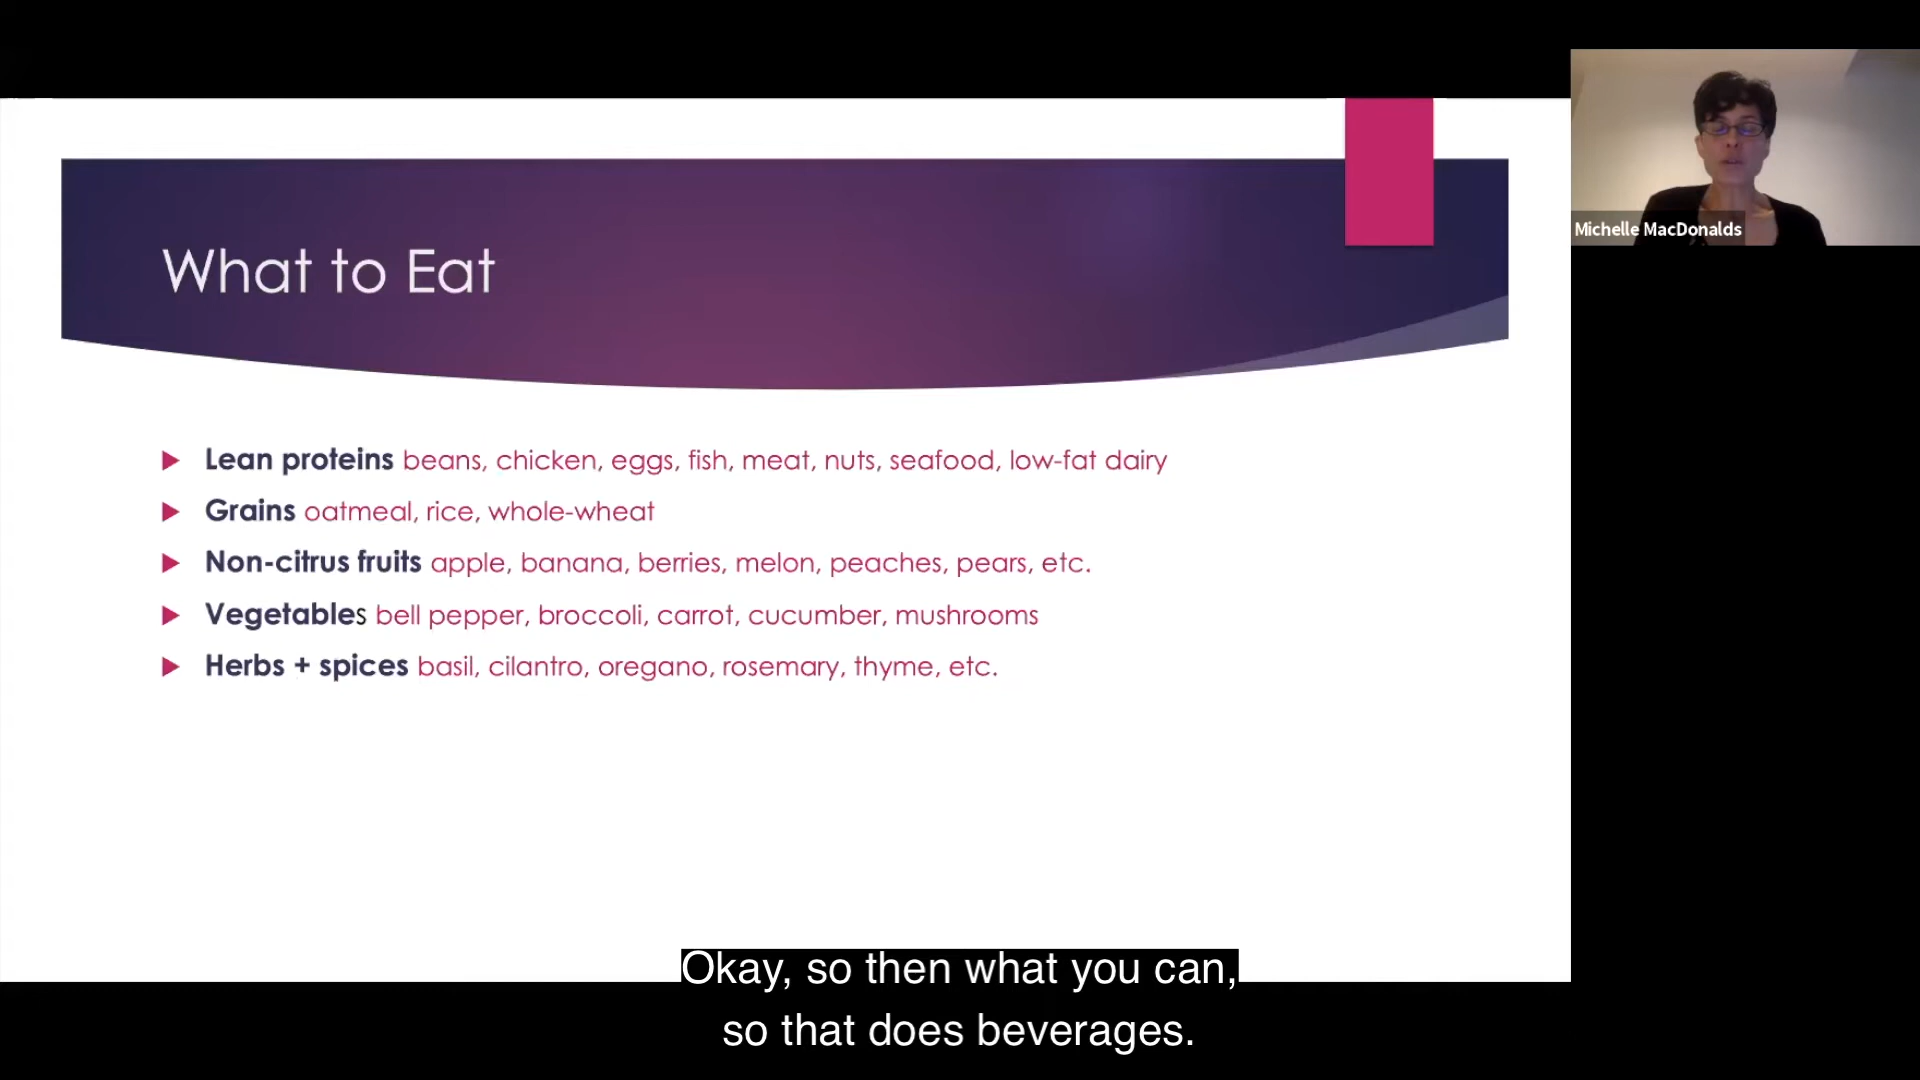 Michelle MacDonalds
What to Eat
Lean proteins beans, chicken, eggs, fish, meat, nuts, seafood, low-fat dairy
Grains oatmeal, rice, whole-wheat
Non-citrus fruits apple, banana, berries, melon, peaches, pears, etc.
Vegetables bell pepper, broccoli, carrot, cucumber, mushrooms
Herbs + spices basil, cilantro, oregano, rosemary, thyme, etc.
Okay, so then what you can,
so that does beverages.